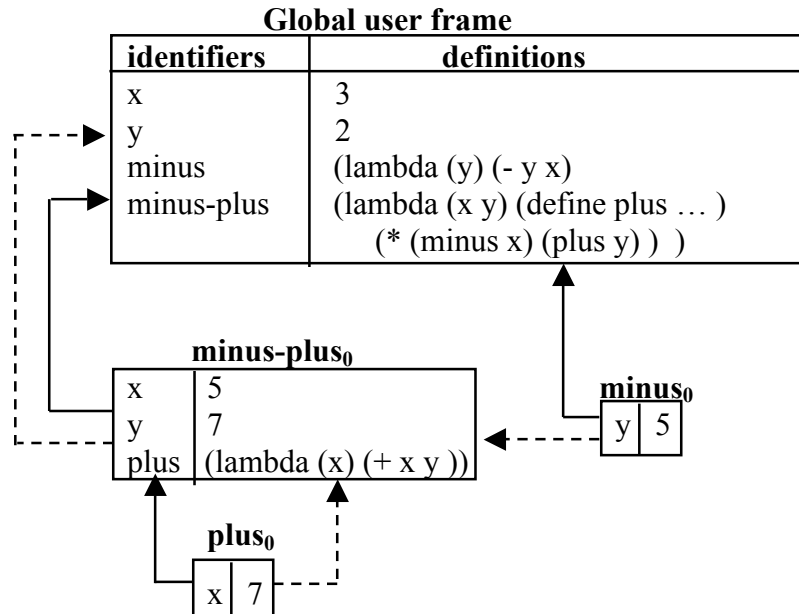 Global user frame
identifiers definitions
x 3
y 2
minus (lambda (y) (- y x)
minus-plus (lambda (x y) (define plus … )
(* (minus x) (plus y) ) )
minus-plus₀
x 5
y 7
plus (lambda (x) (+ x y ))
minus₀
y 5
plus₀
x 7